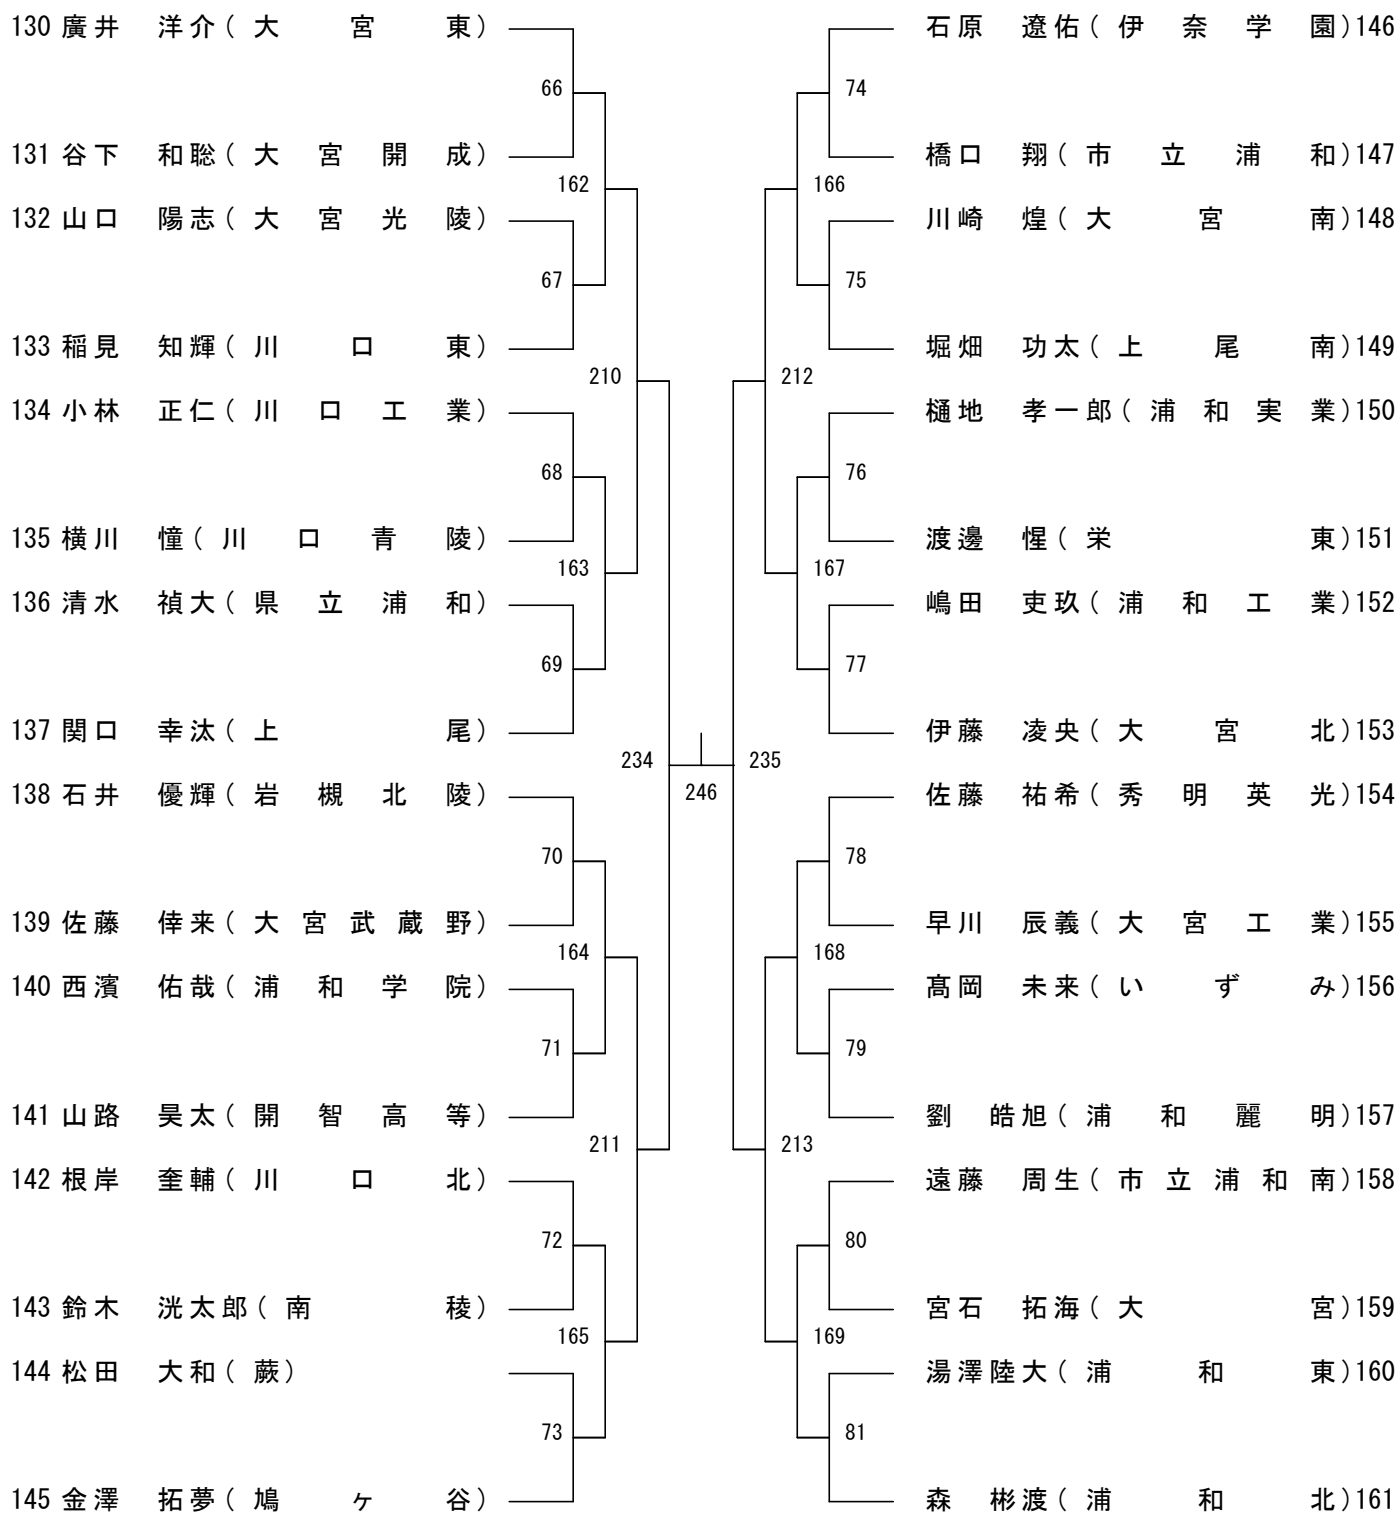 130 廣井 洋介(大宮東)
66
131 谷下 和聡(大宮開成)
162
132 山口 陽志(大宮光陵)
67
133 稲見 知輝(川口東)
210
134 小林 正仁(川口工業)
68
135 横川 憧(川口青陵)
163
136 清水 禎大(県立浦和)
69
137 関口 幸汰(上尾)
234
138 石井 優輝(岩槻北陵)
70
139 佐藤 倖来(大宮武蔵野)
164
140 西濱 佑哉(浦和学院)
71
141 山路 昊太(開智高等)
211
142 根岸 奎輔(川口北)
72
143 鈴木 洸太郎(南稜)
165
144 松田 大和(蕨)
73
145 金澤 拓夢(鳩ヶ谷)
246
石原 遼佑(伊奈学園)146
74
橋口 翔(市立浦和)147
166
川崎 煌(大宮南)148
75
堀畑 功太(上尾南)149
212
樋地 孝一郎(浦和実業)150
76
渡邊 惺(栄東)151
167
嶋田 吏玖(浦和工業)152
77
伊藤 凌央(大宮北)153
235
佐藤 祐希(秀明英光)154
78
早川 辰義(大宮工業)155
168
髙岡 未来(いずみ)156
79
劉 皓旭(浦和麗明)157
213
遠藤 周生(市立浦和南)158
80
宮石 拓海(大宮)159
169
湯澤陸大(浦和東)160
81
森 彬渡(浦和北)161